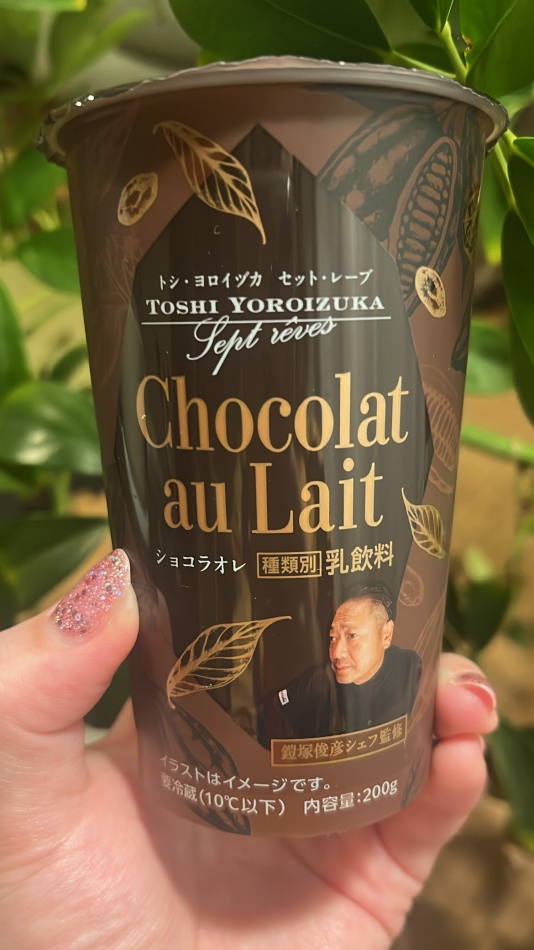 トシ・ヨロイヅカ セット・レーブ
TOSHI YOROIZUKA
Sept rêves
Chocolat
au Lait
ショコラオレ 種類別 乳飲料
鎧塚俊彦シェフ監修
イラストはイメージです。
要冷蔵(10℃以下) 内容量:200g